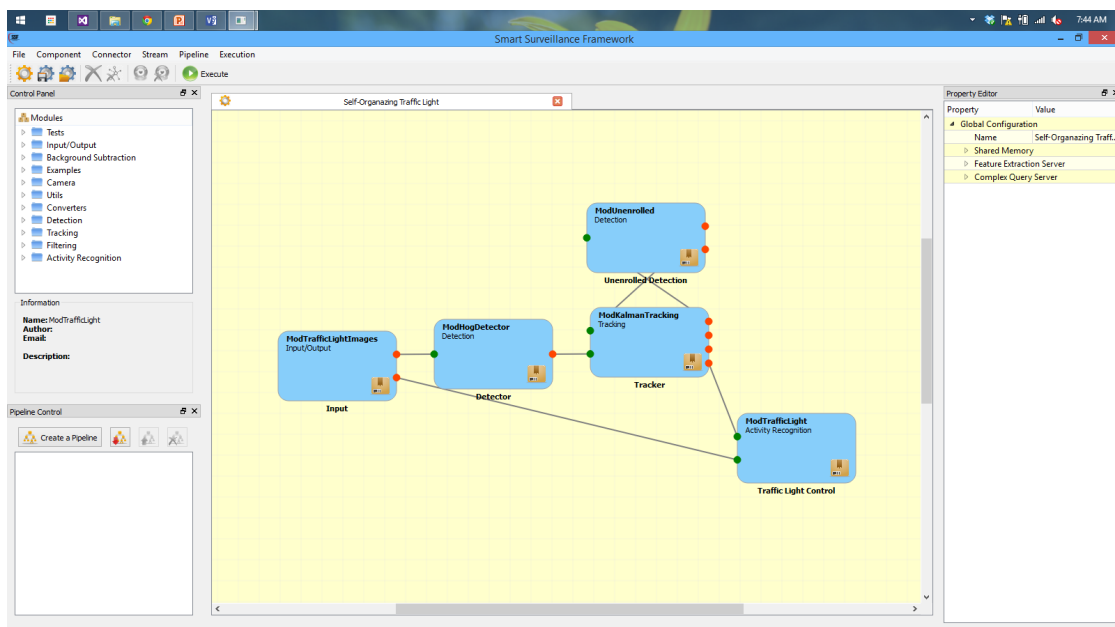 7:44 AM
Smart Surveillance Framework
File Component Connector Stream Pipeline Execution
Execute
Control Panel
Modules
Tests
Input/Output
Background Subtraction
Examples
Camera
Utils
Converters
Detection
Tracking
Filtering
Activity Recognition
Information
Name: ModTrafficLight
Author:
Email:
Description:
Pipeline Control
Create a Pipeline
Self-Organazing Traffic Light
ModUnenrolled
Detection
Unenrolled Detection
ModKalmanTracking
Tracking
Tracker
ModHogDetector
Detection
Detector
ModTrafficLightImages
Input/Output
Input
ModTrafficLight
Activity Recognition
Traffic Light Control
Property Editor
Property Value
Global Configuration
Name Self-Organazing Traff...
Shared Memory
Feature Extraction Server
Complex Query Server